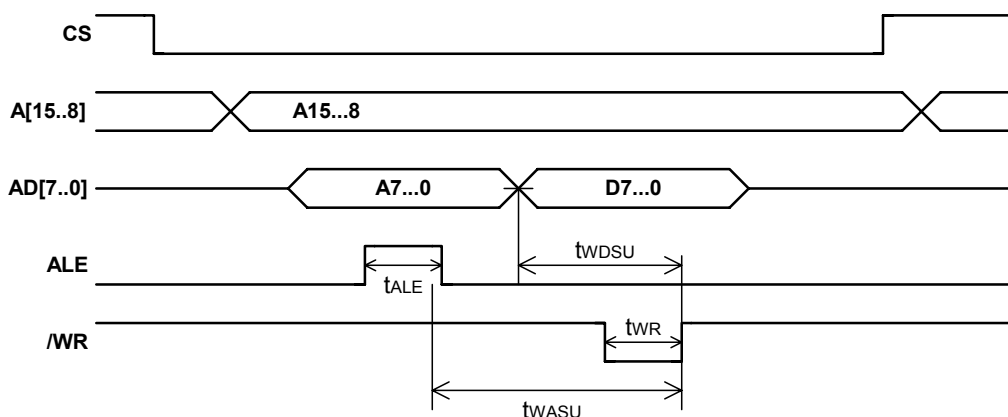 CS
A[15..8] A15...8
AD[7..0] A7...0 D7...0
tWDSU
ALE
tALE
tWR
/WR
tWASU